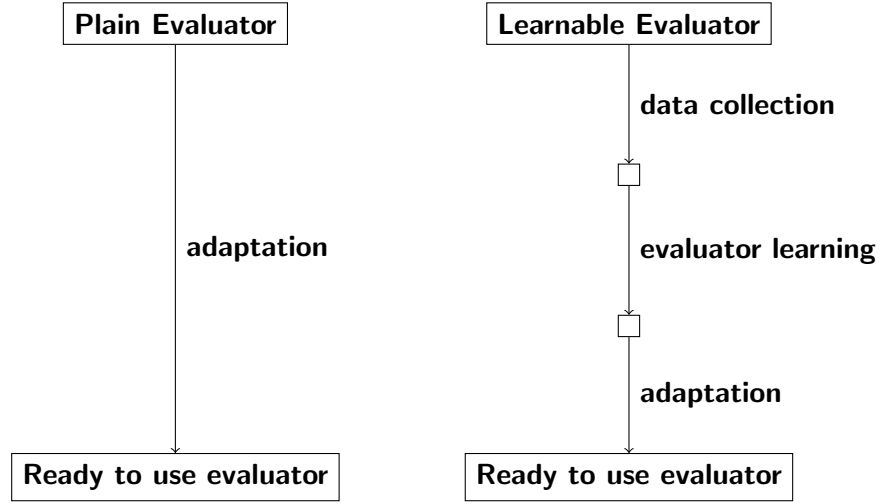 Plain Evaluator
adaptation
Ready to use evaluator
Learnable Evaluator
data collection
evaluator learning
adaptation
Ready to use evaluator